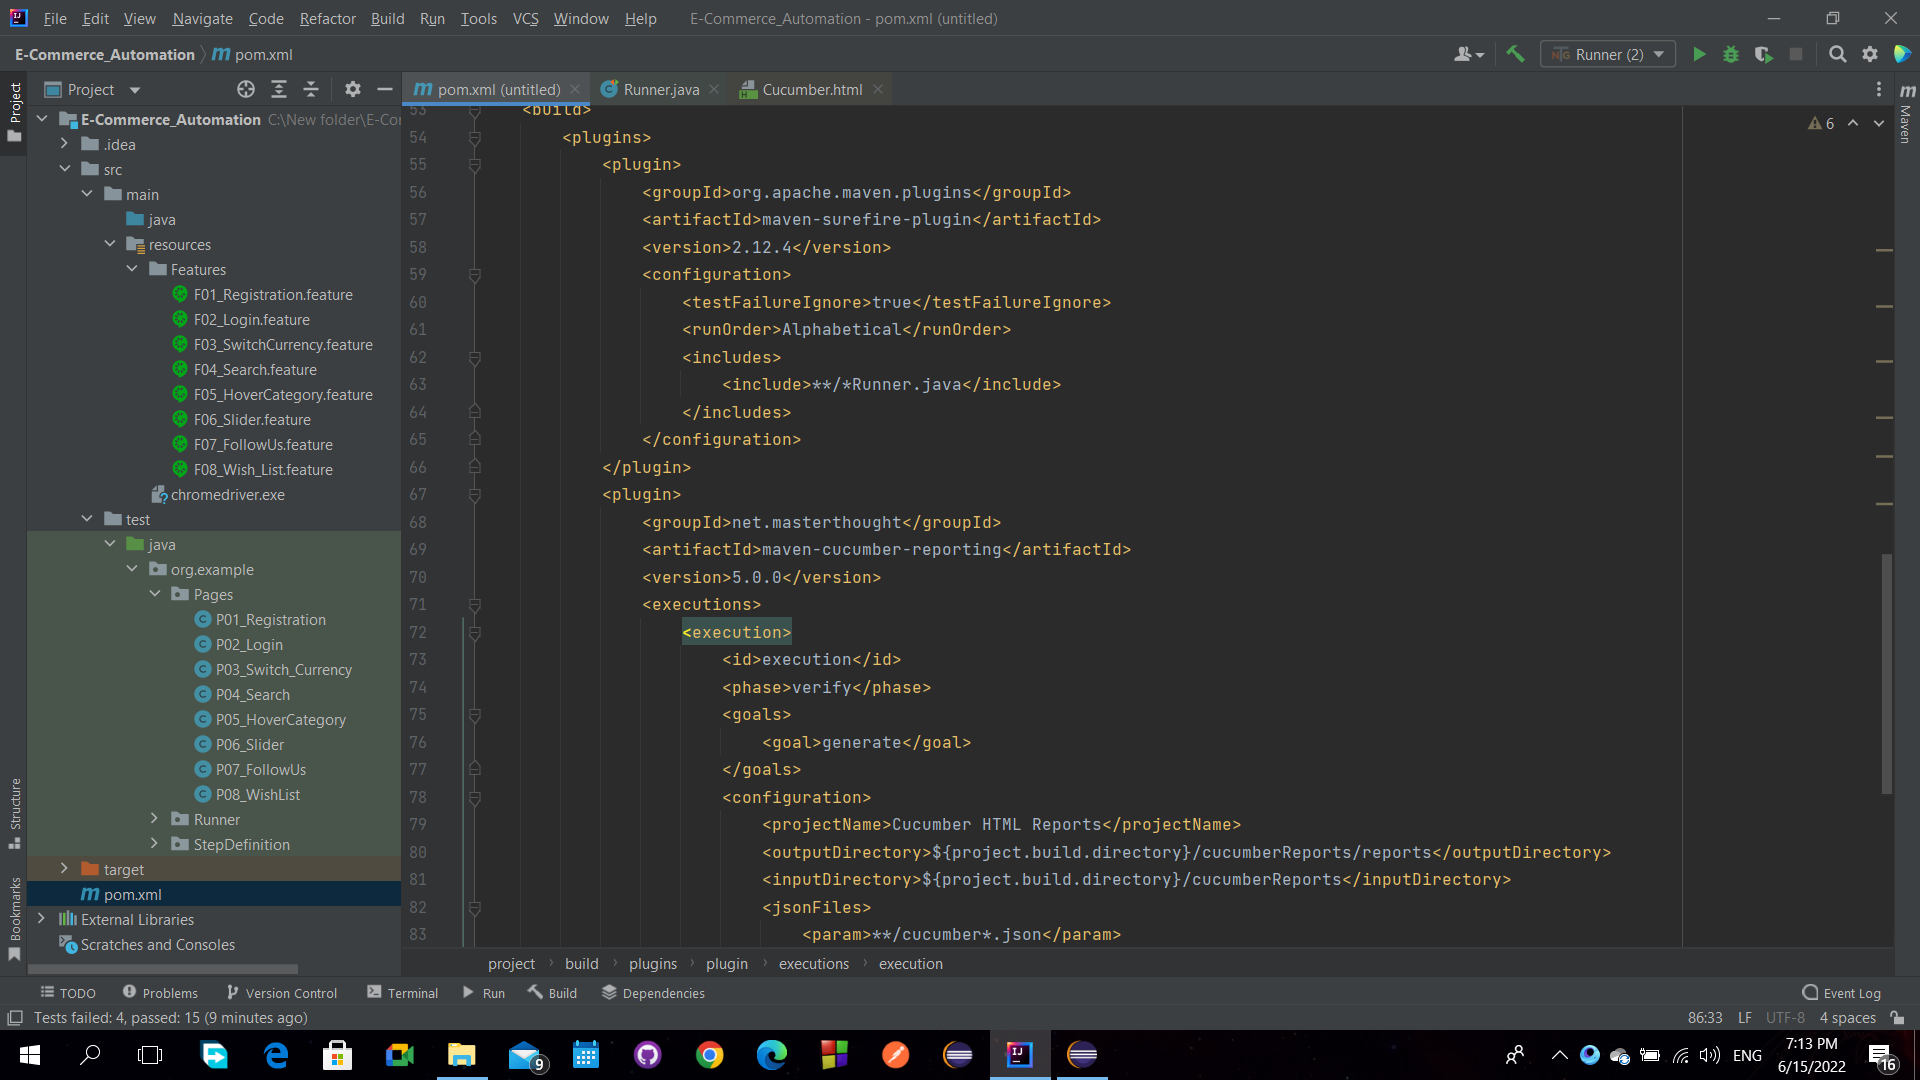 File Edit View Navigate Code Refactor Build Run Tools VCS Window Help E-Commerce_Automation - pom.xml (untitled)
E-Commerce_Automation pom.xml Runner (2)
Project
pom.xml (untitled) Runner.java Cucumber.html
Project
Maven
Structure
Bookmarks
E-Commerce_Automation C:\New folder\E-Co
.idea
src
main
java
resources
Features
F01_Registration.feature
F02_Login.feature
F03_SwitchCurrency.feature
F04_Search.feature
F05_HoverCategory.feature
F06_Slider.feature
F07_FollowUs.feature
F08_Wish_List.feature
chromedriver.exe
test
java
org.example
Pages
P01_Registration
P02_Login
P03_Switch_Currency
P04_Search
P05_HoverCategory
P06_Slider
P07_FollowUs
P08_WishList
Runner
StepDefinition
target
pom.xml
External Libraries
Scratches and Consoles
6
53 <build>
54 <plugins>
55 <plugin>
56 <groupId>org.apache.maven.plugins</groupId>
57 <artifactId>maven-surefire-plugin</artifactId>
58 <version>2.12.4</version>
59 <configuration>
60 <testFailureIgnore>true</testFailureIgnore>
61 <runOrder>Alphabetical</runOrder>
62 <includes>
63 <include>**/*Runner.java</include>
64 </includes>
65 </configuration>
66 </plugin>
67 <plugin>
68 <groupId>net.masterthought</groupId>
69 <artifactId>maven-cucumber-reporting</artifactId>
70 <version>5.0.0</version>
71 <executions>
72 <execution>
73 <id>execution</id>
74 <phase>verify</phase>
75 <goals>
76 <goal>generate</goal>
77 </goals>
78 <configuration>
79 <projectName>Cucumber HTML Reports</projectName>
80 <outputDirectory>${project.build.directory}/cucumberReports/reports</outputDirectory>
81 <inputDirectory>${project.build.directory}/cucumberReports</inputDirectory>
82 <jsonFiles>
83 <param>**/cucumber*.json</param>
project build plugins plugin executions execution
TODO Problems Version Control Terminal Run Build Dependencies Event Log
Tests failed: 4, passed: 15 (9 minutes ago) 86:33 LF UTF-8 4 spaces
9
ENG
7:13 PM
6/15/2022
16